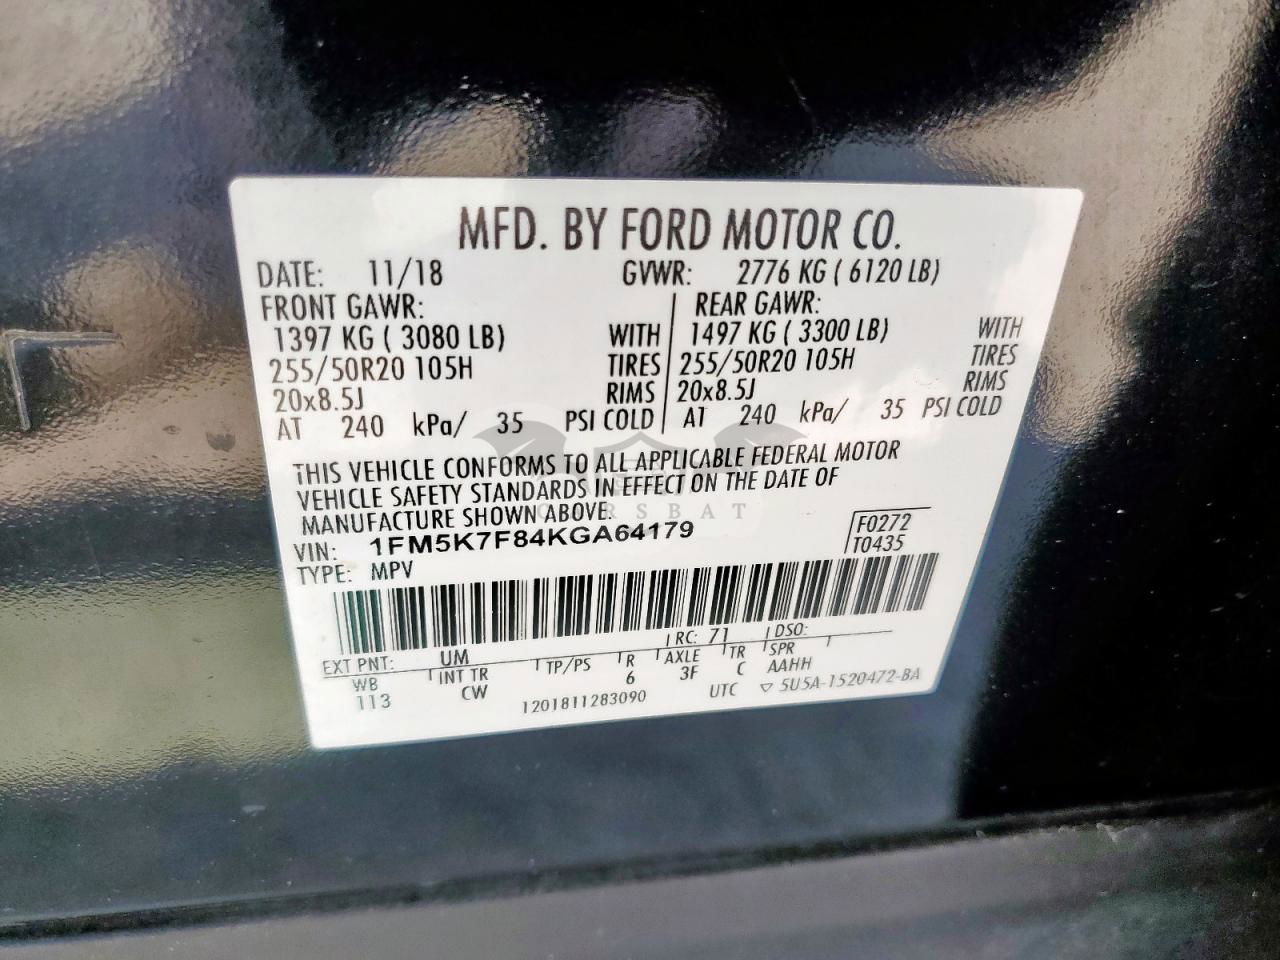 MFD. BY FORD MOTOR CO.
DATE: 11/18 GVWR: 2776 KG ( 6120 LB)
FRONT GAWR: REAR GAWR:
1397 KG ( 3080 LB) WITH 1497 KG ( 3300 LB) WITH
255/50R20 105H TIRES 255/50R20 105H TIRES
20x8.5J RIMS 20x8.5J RIMS
AT 240 kPa/ 35 PSI COLD AT 240 kPa/ 35 PSI COLD
THIS VEHICLE CONFORMS TO ALL APPLICABLE FEDERAL MOTOR
VEHICLE SAFETY STANDARDS IN EFFECT ON THE DATE OF
MANUFACTURE SHOWN ABOVE.
VIN: 1FM5K7F84KGA64179 F0272
TYPE: MPV T0435
EXT PNT: UM RC: 71 DSO:
WB INT TR TP/PS R AXLE TR SPR
113 CW 6 3F C AAHH
1201811283090 UTC ▽ 5U5A-1520472-BA